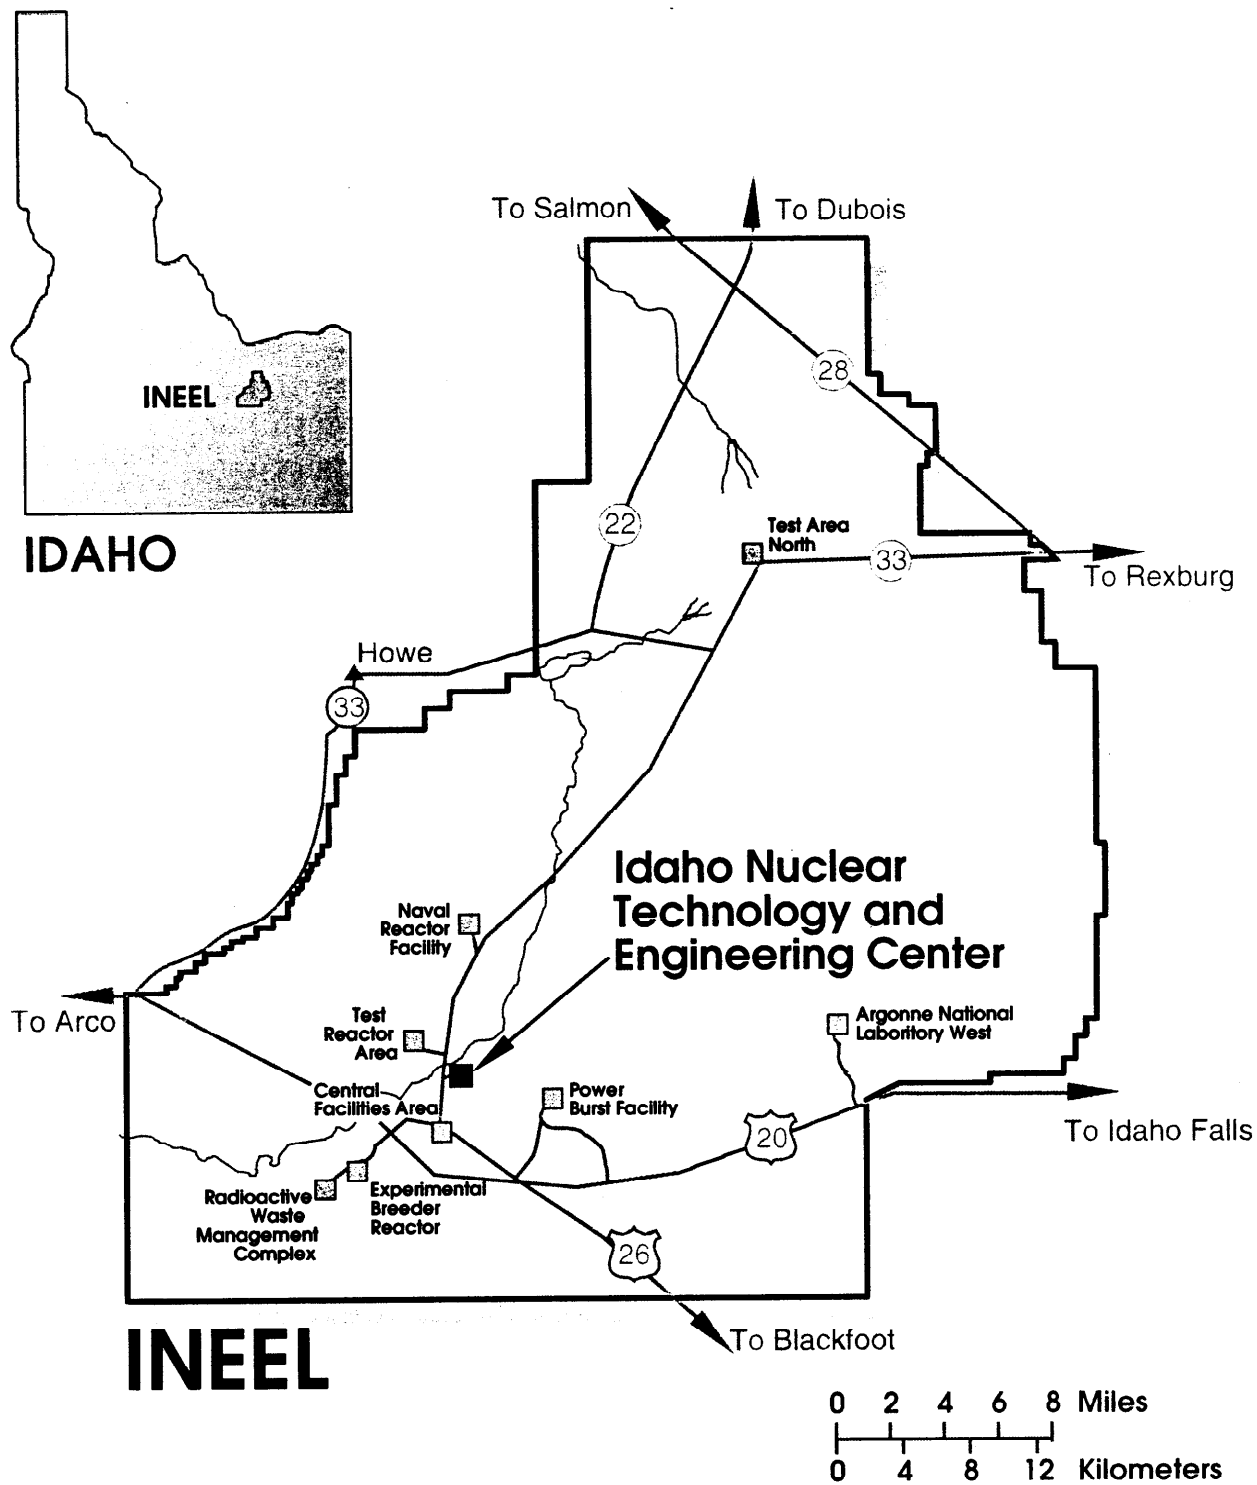 To Salmon
To Dubois
28
INEEL
IDAHO
22
Test Area
North
33
To Rexburg
Howe
33
Idaho Nuclear
Technology and
Engineering Center
Naval
Reactor
Facility
To Arco
Test
Reactor
Area
Argonne National
Laboritory West
Central
Facilities Area
Power
Burst Facility
20
To Idaho Falls
Radioactive
Waste
Management
Complex
Experimental
Breeder
Reactor
26
To Blackfoot
INEEL
0 2 4 6 8 Miles
0 4 8 12 Kilometers